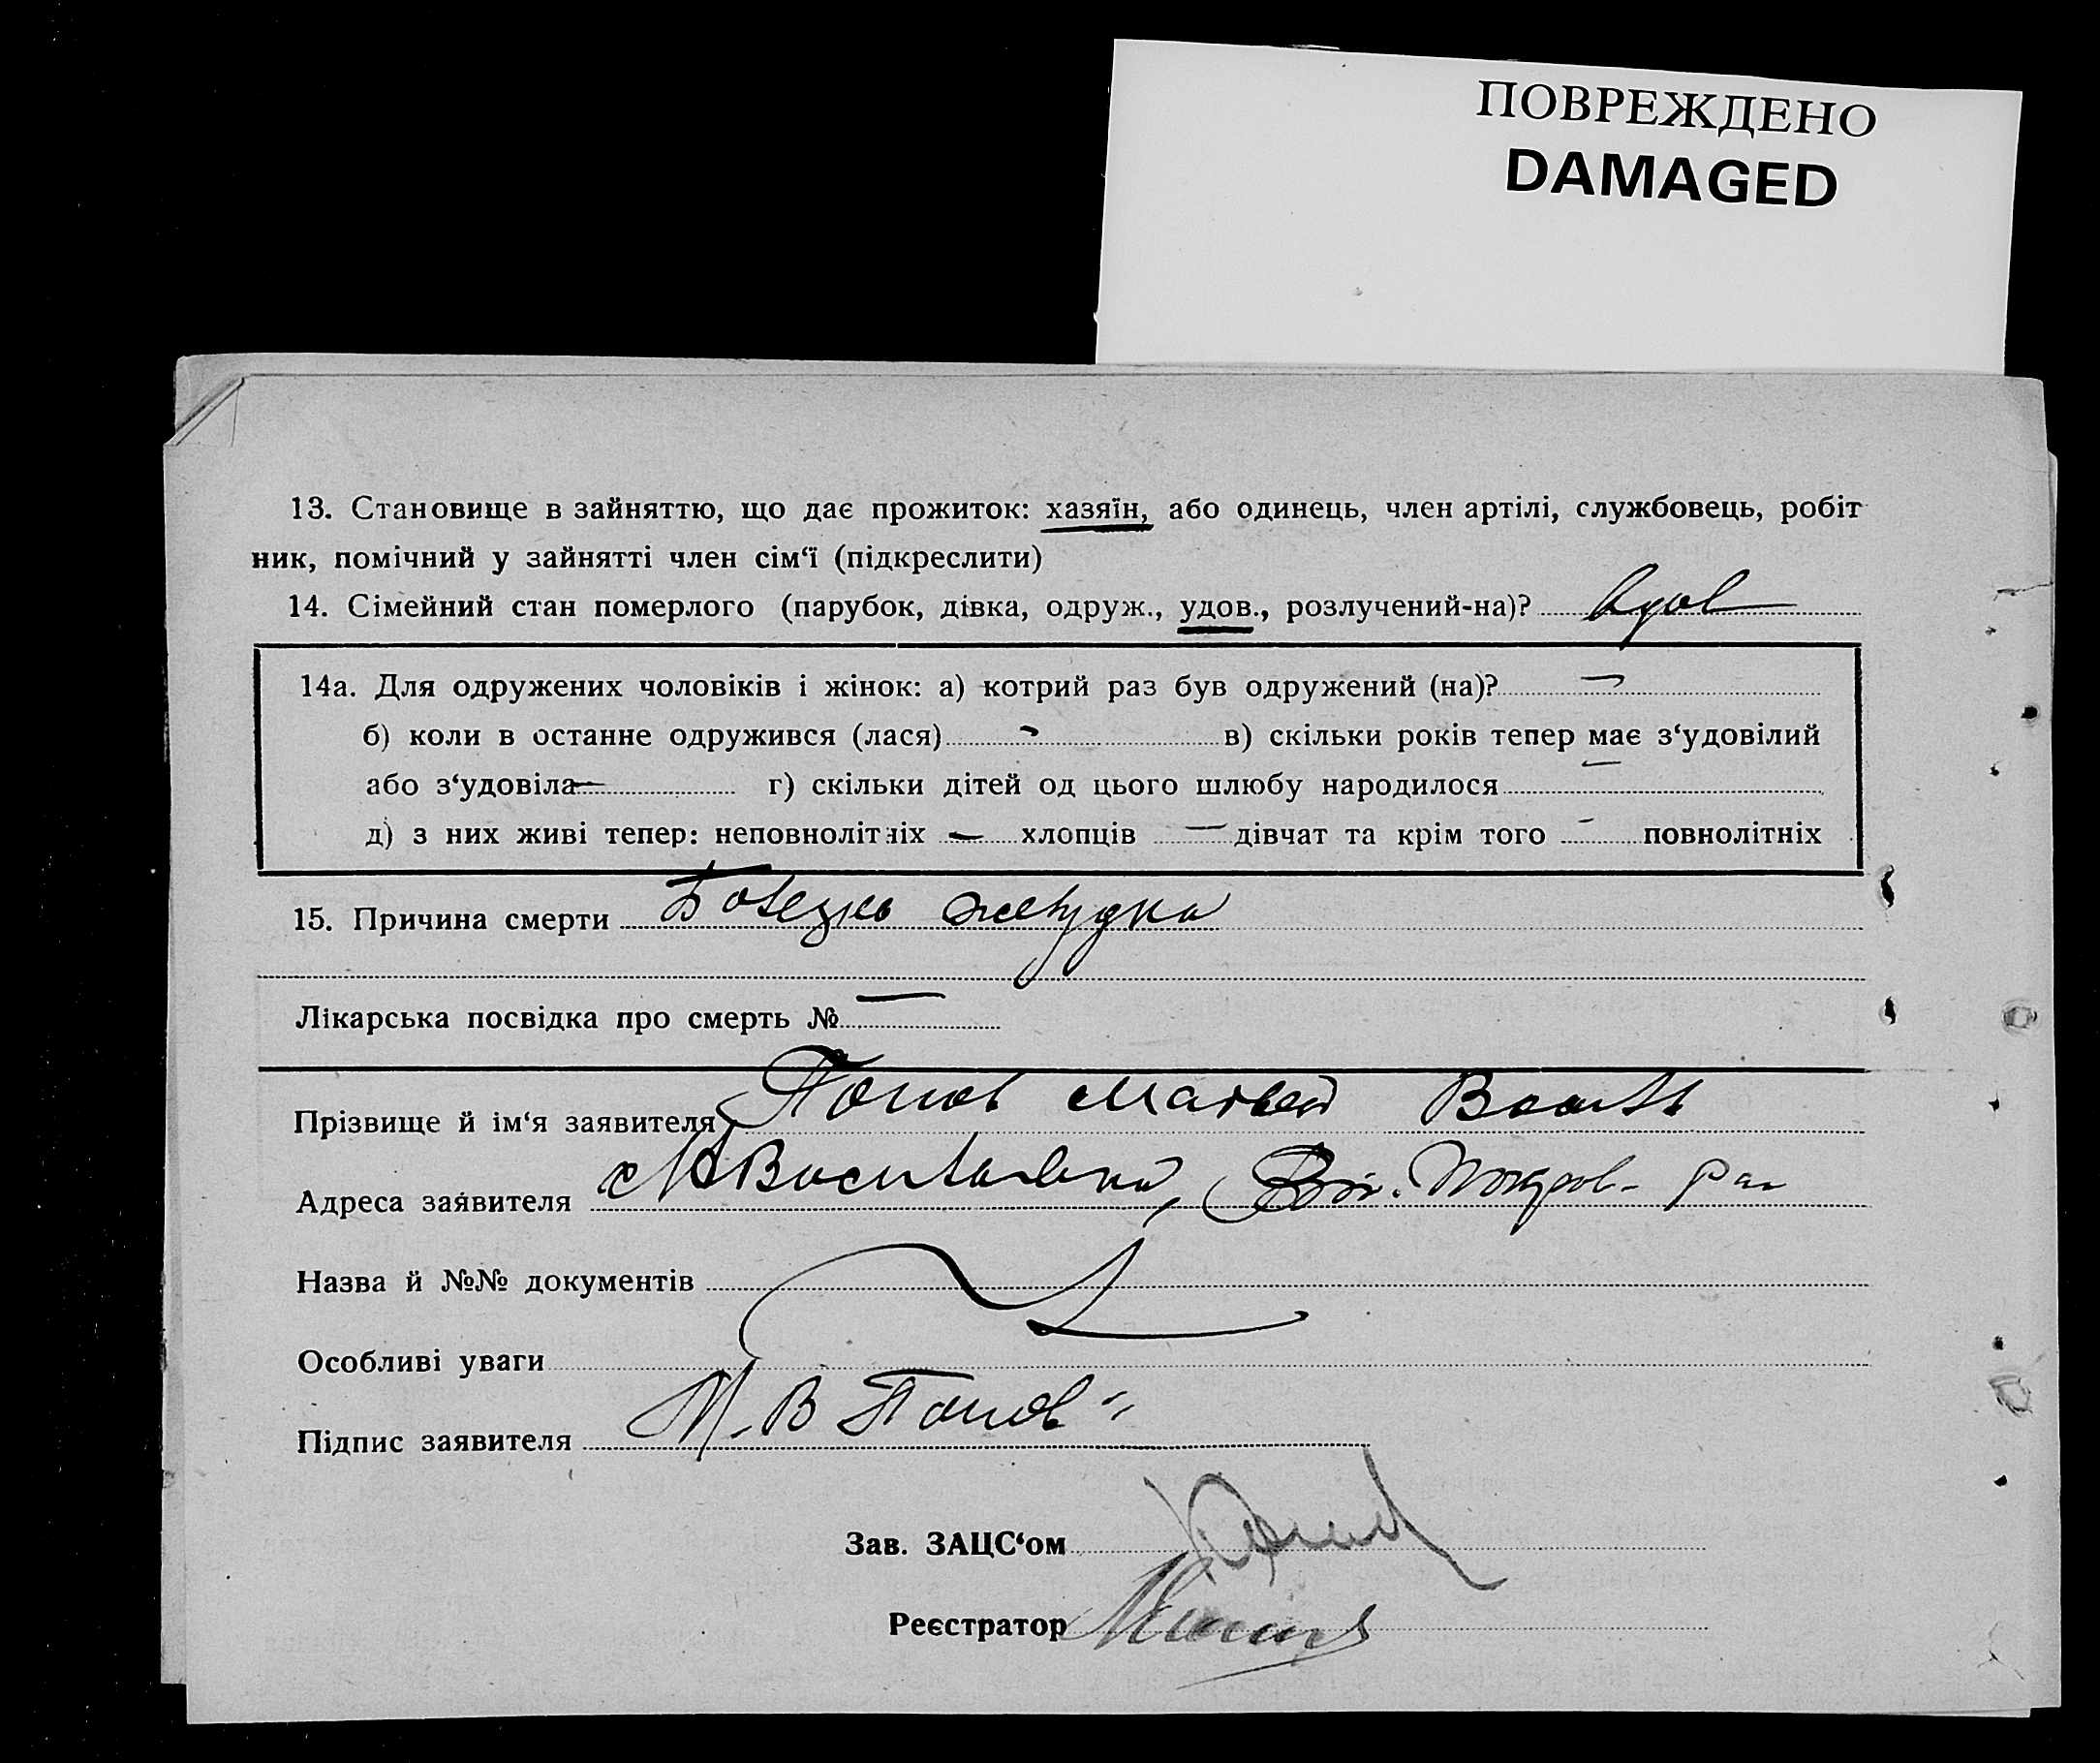 ПОВРЕЖДЕНО
DAMAGED
13. Становище в зайняттю, що дає прожиток: хазяїн, або одинець, член артілі, службовець, робіт
ник, помічний у зайнятті член сім‘ї (підкреслити)
14. Сімейний стан померлого (парубок, дівка, одруж., удов., розлучений-на)? Вдов
14а. Для одружених чоловіків і жінок: а) котрий раз був одружений (на)? —
б) коли в останне одружився (лася) - в) скільки років тепер має з‘удовілий
або з‘удовіла — г) скільки дітей од цього шлюбу народилося —
д) з них живі тепер: неповнолітніх — хлопців — дівчат та крім того - повнолітніх
15. Причина смерти Болезнь желудка
Лікарська посвідка про смерть № —
Прізвище й ім‘я заявителя Попов Матвей
Адреса заявителя Покров-
Назва й №№ документів
Особливі уваги
Підпис заявителя М. В Попов
Зав. ЗАЦС‘ом
Реєстратор